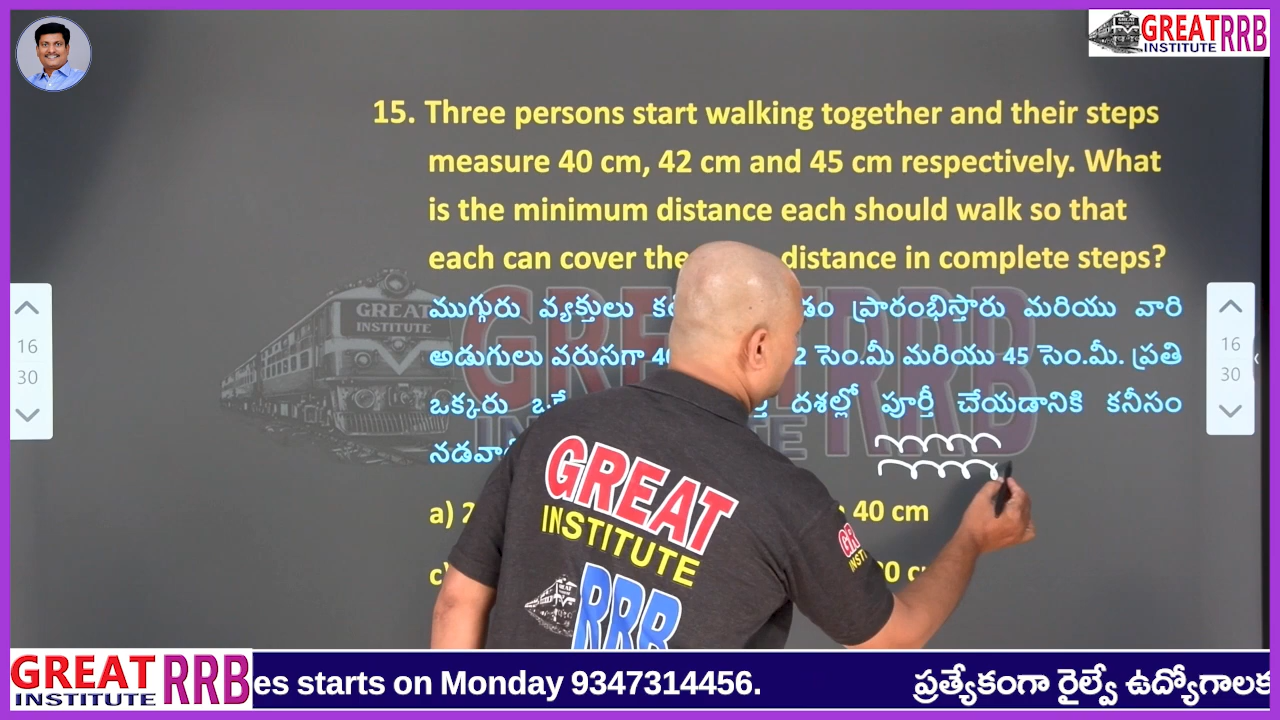 GREAT RRB
INSTITUTE
15. Three persons start walking together and their steps
measure 40 cm, 42 cm and 45 cm respectively. What
is the minimum distance each should walk so that
each can cover the distance in complete steps?
ముగ్గురు వ్యక్తులు ప్రారంభిస్తారు మరియు వారి
అడుగులు వరుసగా సెం.మీ మరియు 45 సెం.మీ. ప్రతి
ఒక్కరు దశల్లో పూర్తీ చేయడానికి కనీసం
GREAT
INSTITUTE
GREAT RRB
INSTITUTE
16
30
16
30
a) 40 cm
c)
GREAT
INSTITUTE
RRB
GREAT RRB
INSTITUTE
es starts on Monday 9347314456.
ప్రత్యేకంగా రైల్వే ఉద్యోగాలక